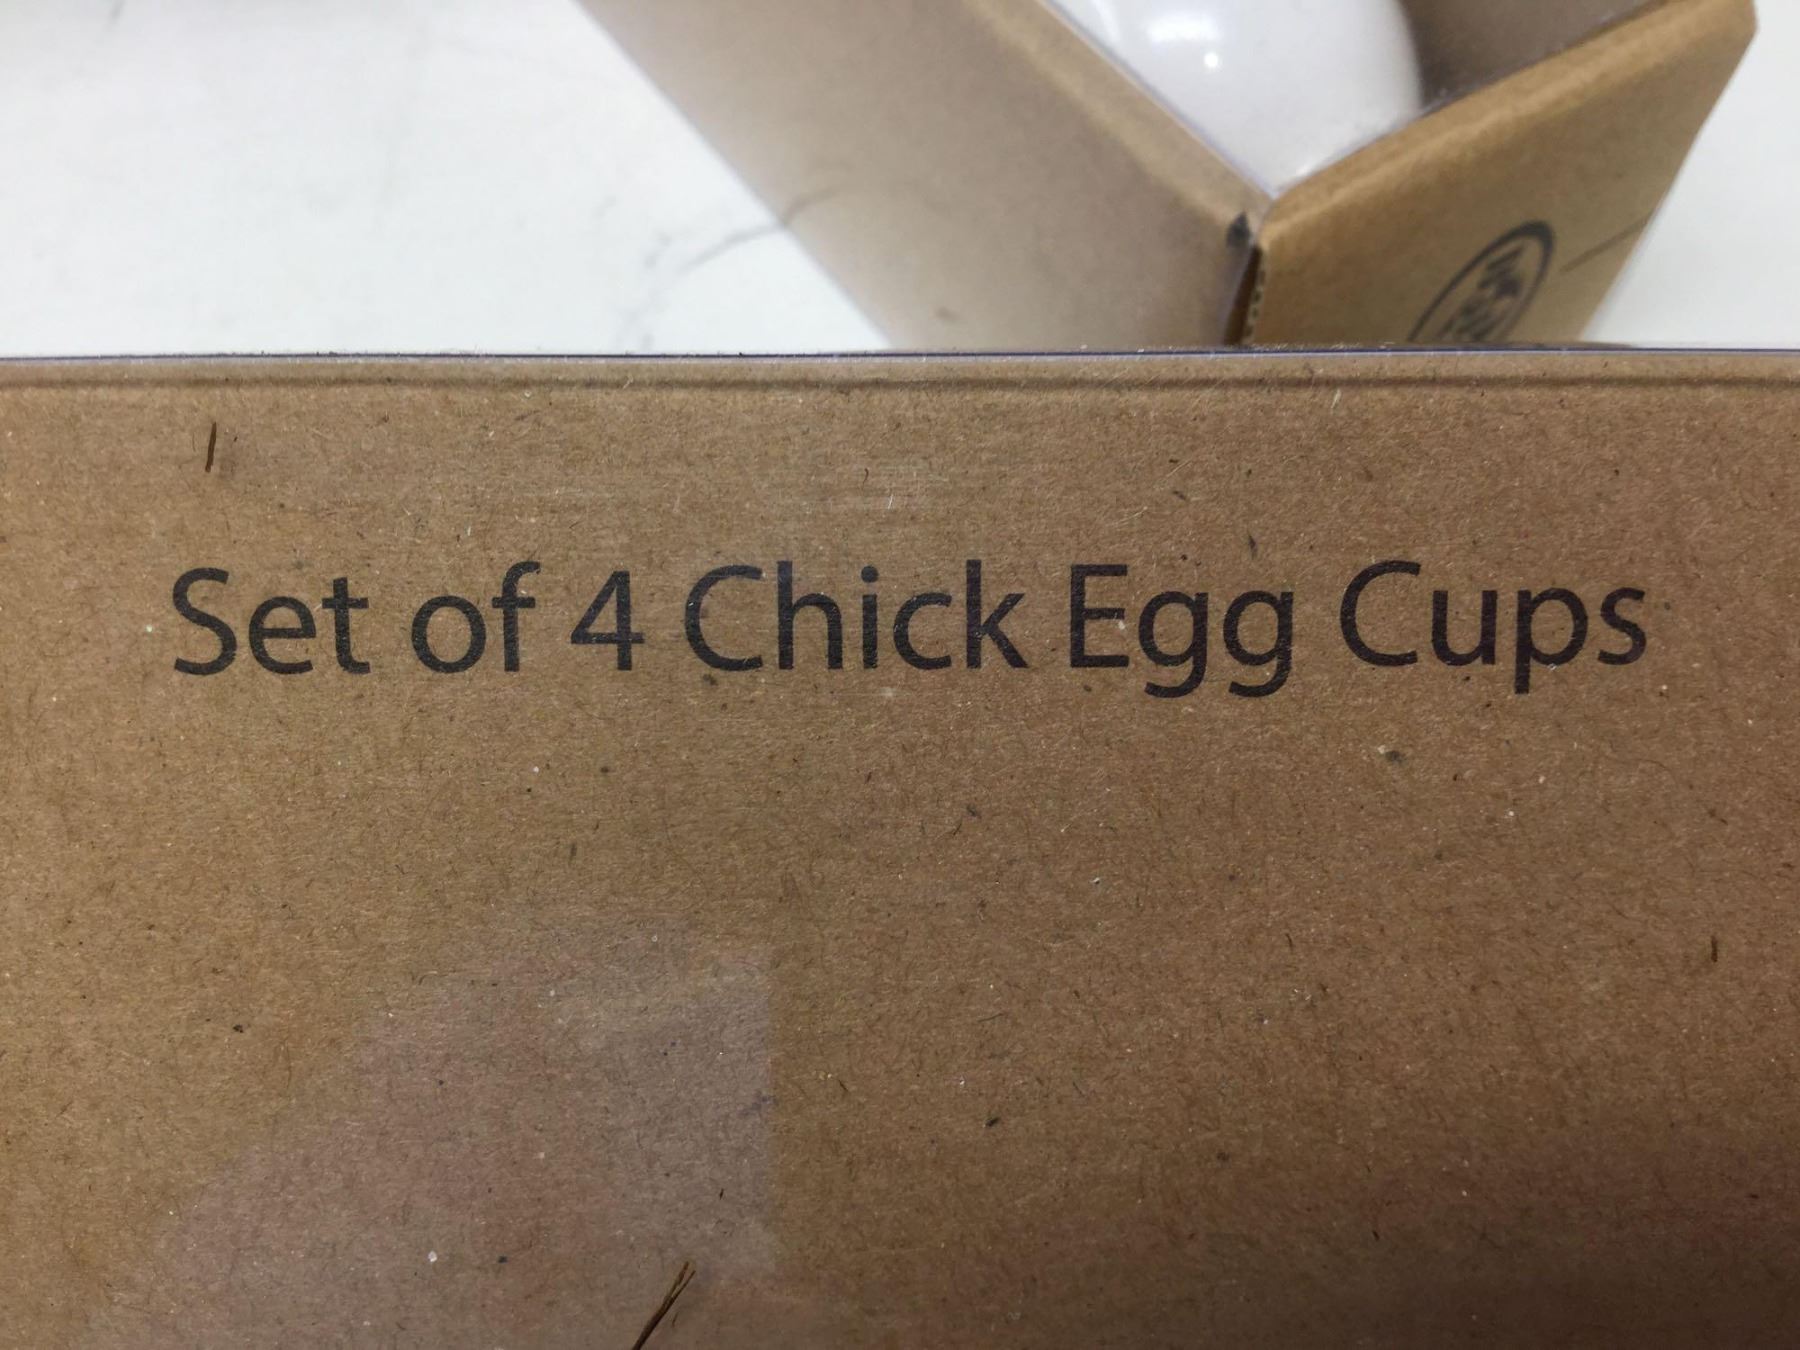 Set of 4 Chick Egg Cups